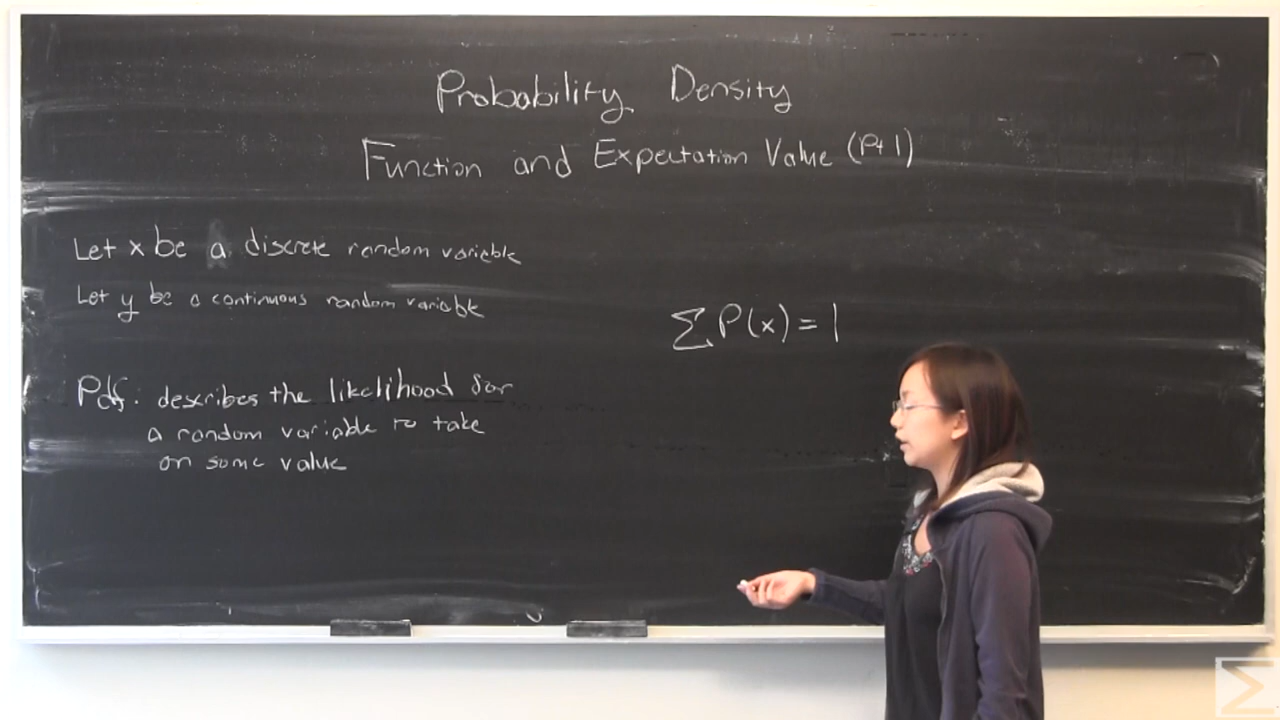 Probability Density
Function and Expectation Value (Pt 1)
Let x be a discrete random variable
Let y be a continuous random variable
∑P(x) = 1
Pdf: describes the likelihood for
a random variable to take
on some value